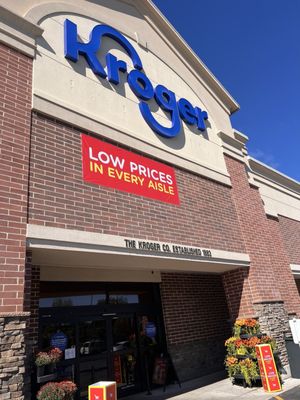 Kroger
LOW PRICES
IN EVERY AISLE
THE KROGER CO. ESTABLISHED 1883